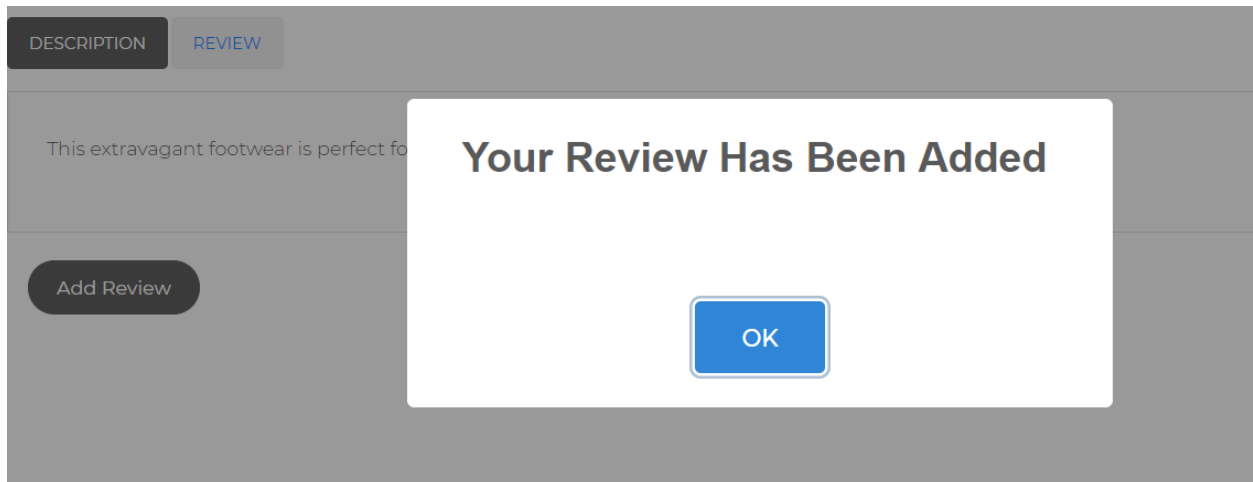 DESCRIPTION
REVIEW
This extravagant footwear is perfect fo
Your Review Has Been Added
Add Review
OK